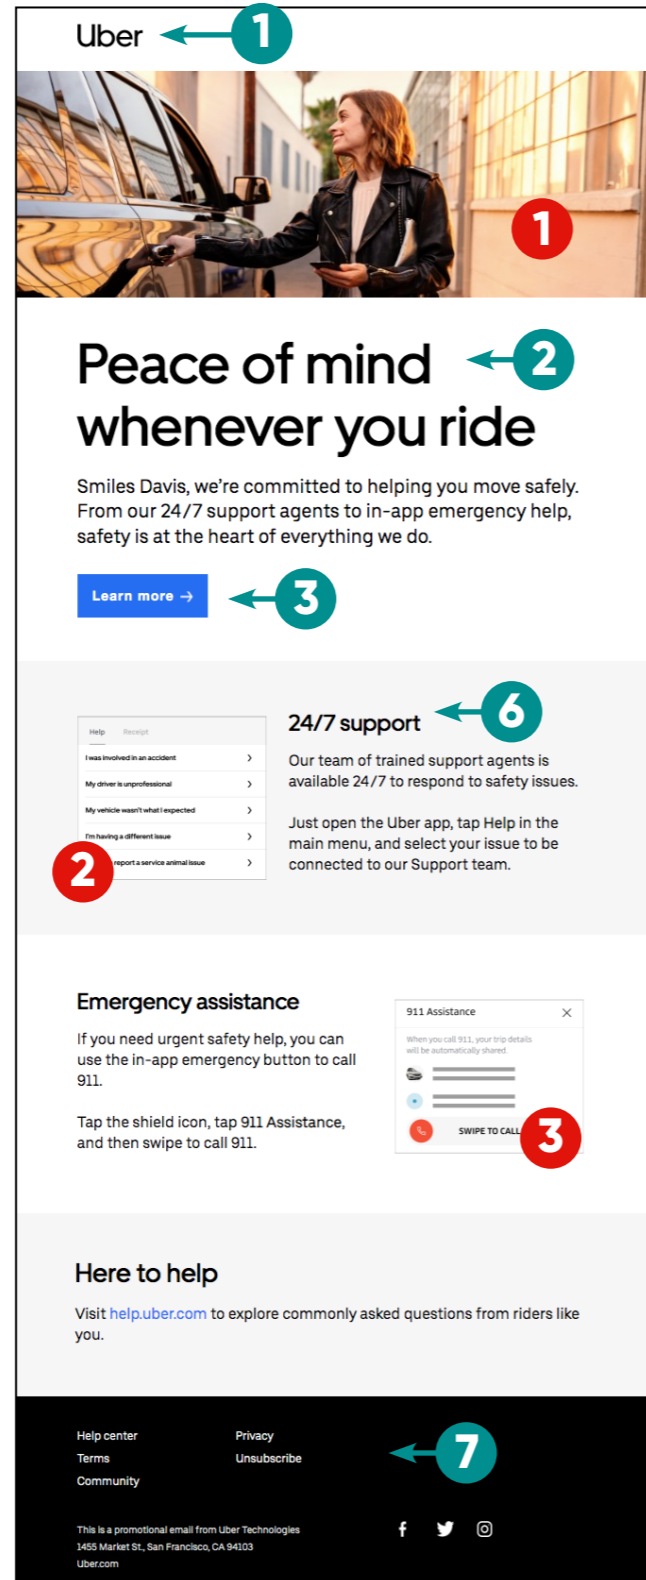 Uber
1
1
Peace of mind
2
whenever you ride
Smiles Davis, we're committed to helping you move safely.
From our 24/7 support agents to in-app emergency help,
safety is at the heart of everything we do.
Learn more →
3
Help Receipt
I was involved in an accident
My driver is unprofessional
My vehicle wasn't what I expected
I'm having a different issue
report a service animal issue
2
24/7 support
6
Our team of trained support agents is
available 24/7 to respond to safety issues.
Just open the Uber app, tap Help in the
main menu, and select your issue to be
connected to our Support team.
Emergency assistance
If you need urgent safety help, you can
use the in-app emergency button to call
911.
Tap the shield icon, tap 911 Assistance,
and then swipe to call 911.
911 Assistance
When you call 911, your trip details
will be automatically shared.
SWIPE TO CALL
3
Here to help
Visit help.uber.com to explore commonly asked questions from riders like
you.
Help center
Terms
Community
Privacy
Unsubscribe
7
This is a promotional email from Uber Technologies
1455 Market St., San Francisco, CA 94103
Uber.com